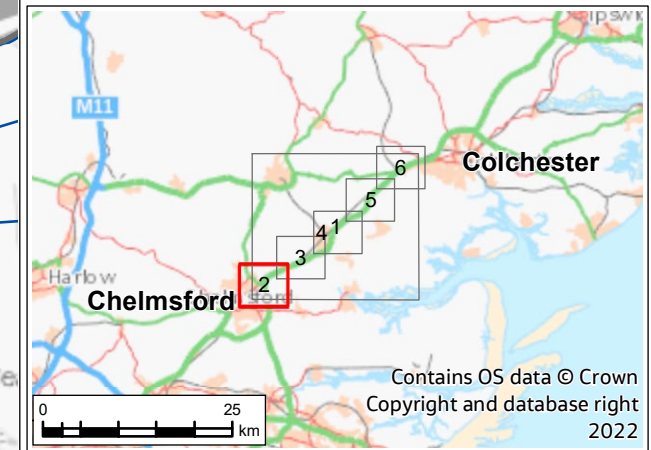 M11
6
Colchester
5
4 1
3
Harlow
2
Chelmsford
Contains OS data © Crown
Copyright and database right
2022
0 25
km